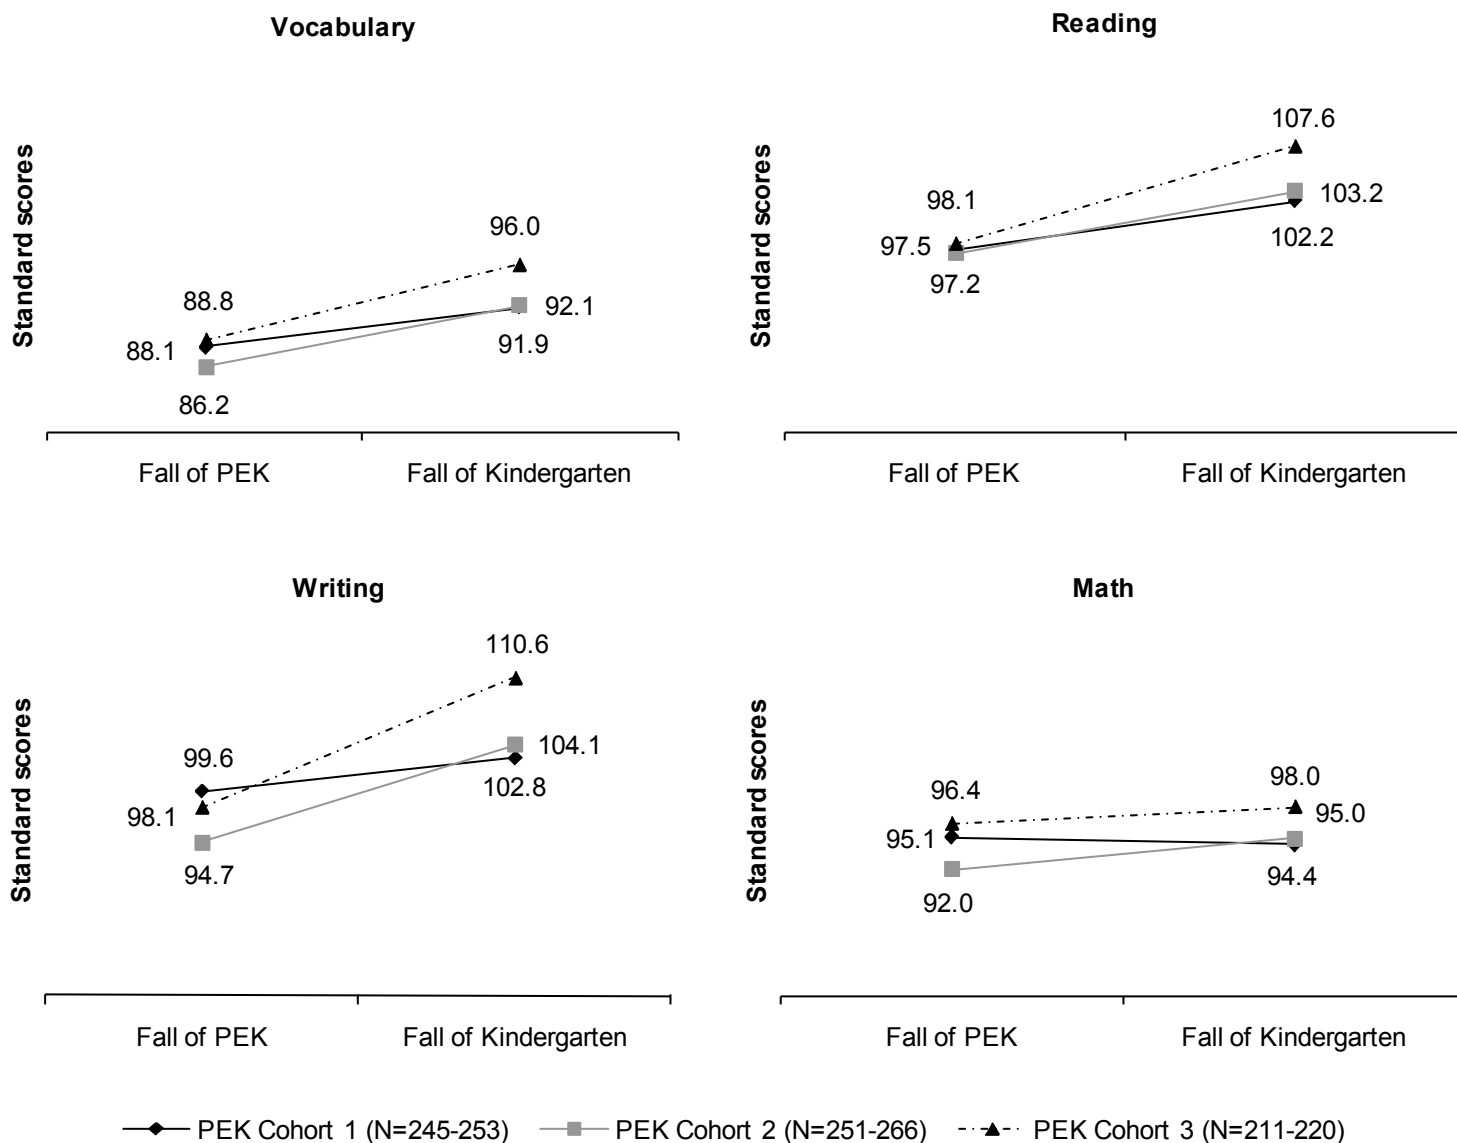 Vocabulary
Standard scores
96.0
88.8
92.1
88.1
91.9
86.2
Fall of PEK
Fall of Kindergarten
Reading
Standard scores
107.6
98.1
103.2
97.5
102.2
97.2
Fall of PEK
Fall of Kindergarten
Writing
Standard scores
110.6
99.6
104.1
102.8
98.1
94.7
Fall of PEK
Fall of Kindergarten
Math
Standard scores
98.0
96.4
95.0
95.1
94.4
92.0
Fall of PEK
Fall of Kindergarten
PEK Cohort 1 (N=245-253)
PEK Cohort 2 (N=251-266)
PEK Cohort 3 (N=211-220)